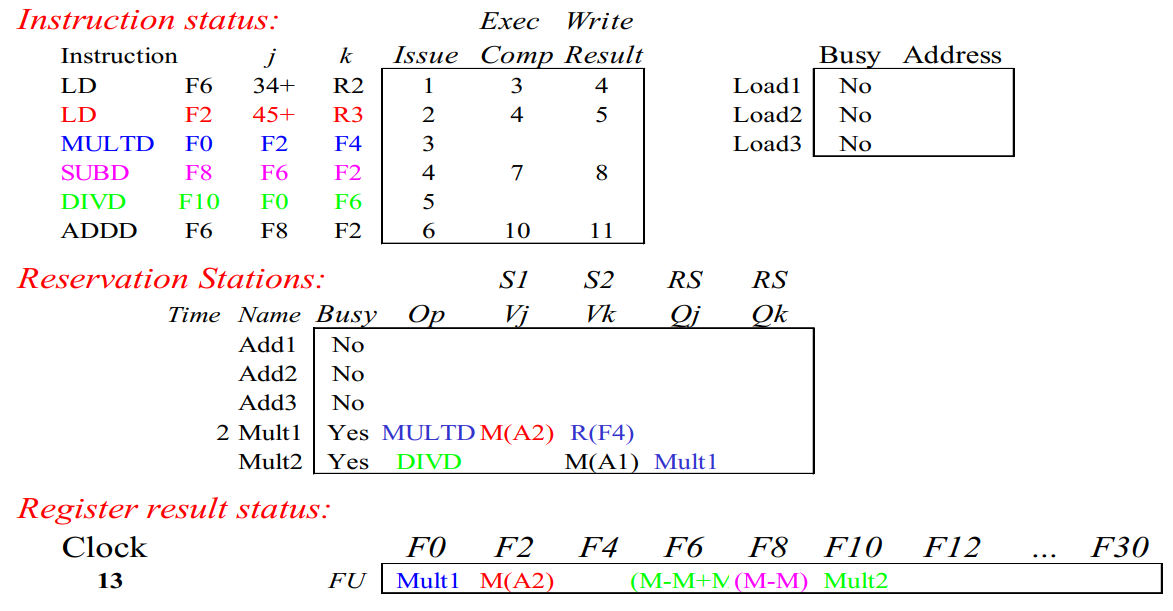 Instruction status: Exec Write
Instruction j k Issue Comp Result Busy Address
LD F6 34+ R2 1 3 4 Load1 No
LD F2 45+ R3 2 4 5 Load2 No
MULTD F0 F2 F4 3 Load3 No
SUBD F8 F6 F2 4 7 8
DIVD F10 F0 F6 5
ADDD F6 F8 F2 6 10 11
Reservation Stations: S1 S2 RS RS
Time Name Busy Op Vj Vk Qj Qk
Add1 No
Add2 No
Add3 No
2 Mult1 Yes MULTD M(A2) R(F4)
Mult2 Yes DIVD M(A1) Mult1
Register result status:
Clock F0 F2 F4 F6 F8 F10 F12 ... F30
13 FU Mult1 M(A2) (M-M+M (M-M) Mult2